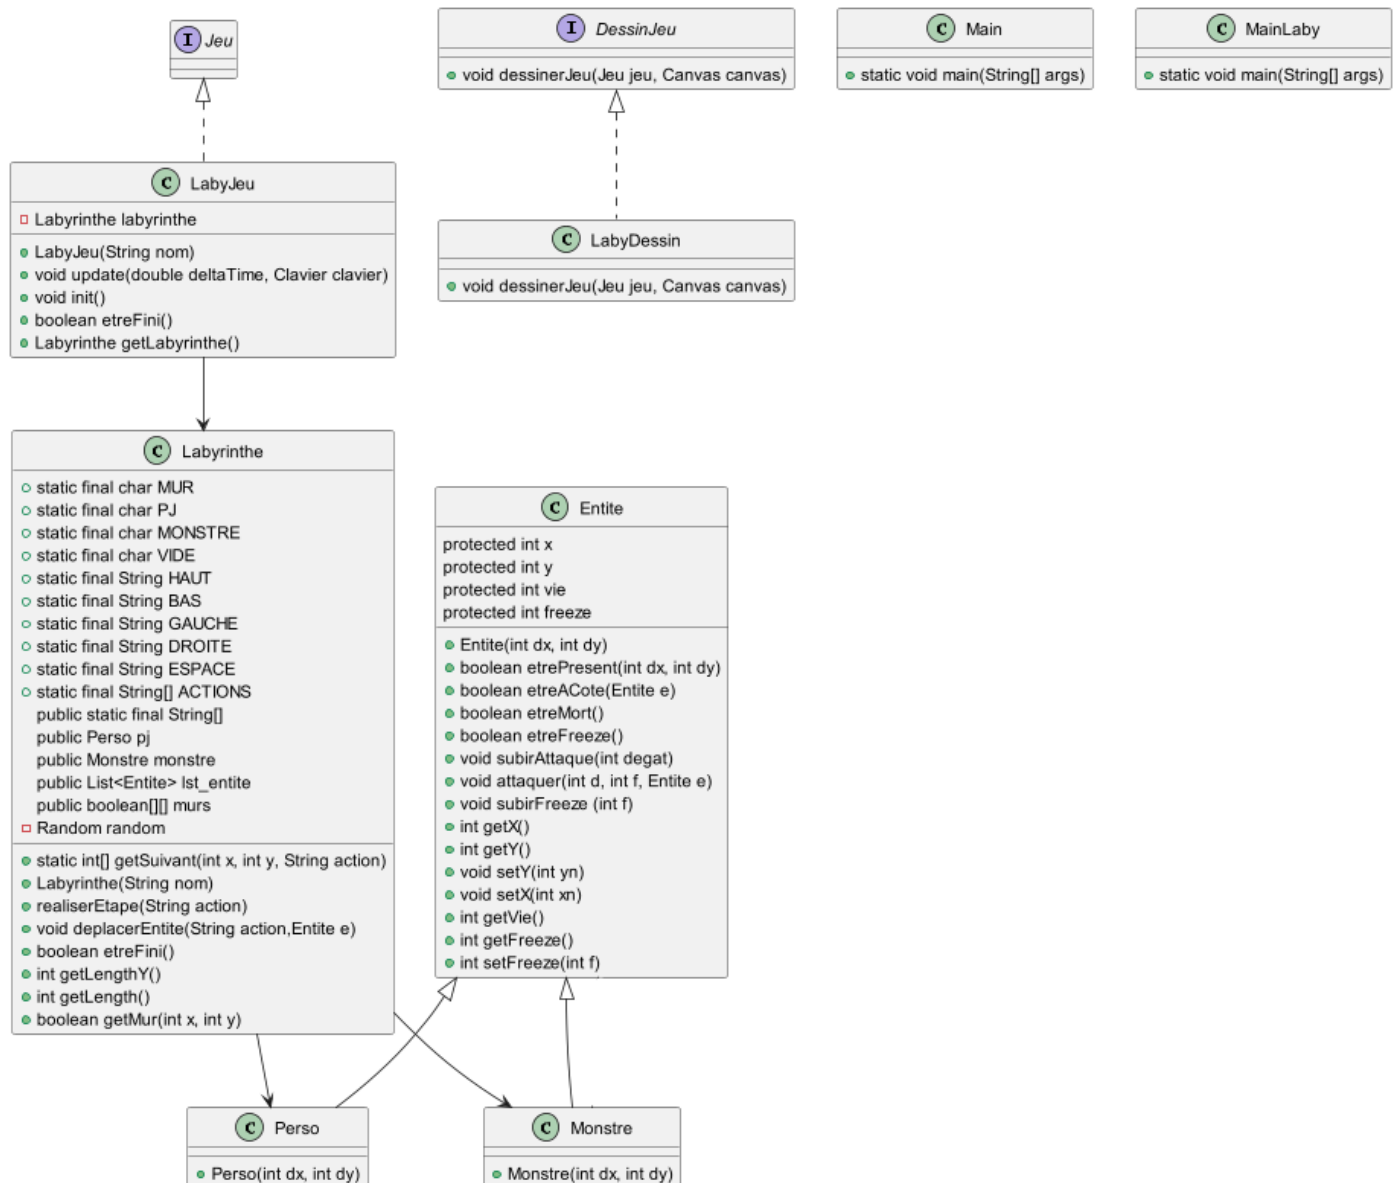 I Jeu
I DessinJeu
void dessinerJeu(Jeu jeu, Canvas canvas)
C Main
static void main(String[] args)
C MainLaby
static void main(String[] args)
C LabyJeu
Labyrinthe labyrinthe
LabyJeu(String nom)
void update(double deltaTime, Clavier clavier)
void init()
boolean etreFini()
Labyrinthe getLabyrinthe()
C LabyDessin
void dessinerJeu(Jeu jeu, Canvas canvas)
C Labyrinthe
static final char MUR
static final char PJ
static final char MONSTRE
static final char VIDE
static final String HAUT
static final String BAS
static final String GAUCHE
static final String DROITE
static final String ESPACE
static final String[] ACTIONS
public static final String[]
public Perso pj
public Monstre monstre
public List<Entite> lst_entite
public boolean[][] murs
Random random
static int[] getSuivant(int x, int y, String action)
Labyrinthe(String nom)
realiserEtape(String action)
void deplacerEntite(String action,Entite e)
boolean etreFini()
int getLengthY()
int getLength()
boolean getMur(int x, int y)
C Entite
protected int x
protected int y
protected int vie
protected int freeze
Entite(int dx, int dy)
boolean etrePresent(int dx, int dy)
boolean etreACote(Entite e)
boolean etreMort()
boolean etreFreeze()
void subirAttaque(int degat)
void attaquer(int d, int f, Entite e)
void subirFreeze (int f)
int getX()
int getY()
void setY(int yn)
void setX(int xn)
int getVie()
int getFreeze()
int setFreeze(int f)
C Perso
Perso(int dx, int dy)
C Monstre
Monstre(int dx, int dy)